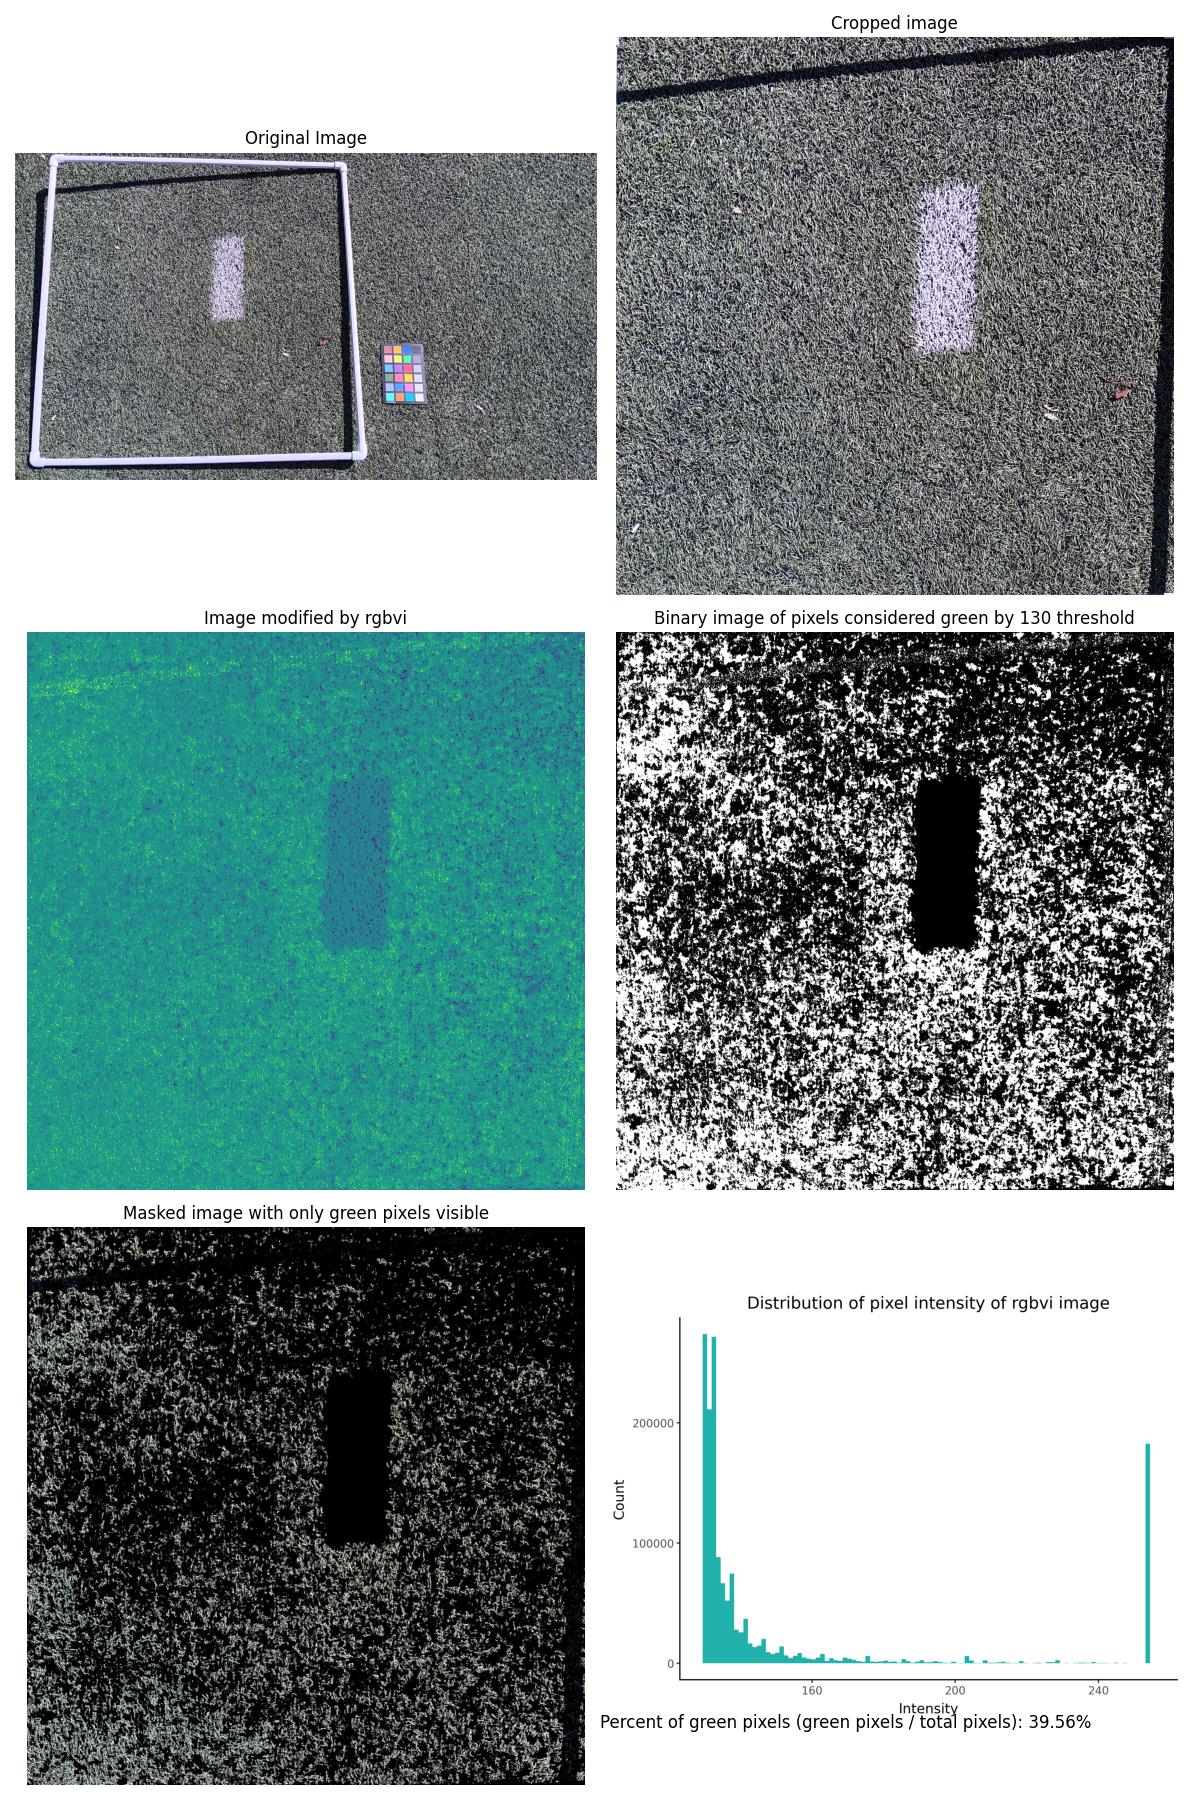 Cropped image
Original Image
Image modified by rgbvi
Binary image of pixels considered green by 130 threshold
Masked image with only green pixels visible
Distribution of pixel intensity of rgbvi image
200000
100000
0
Count
160
200
240
Intensity
Percent of green pixels (green pixels / total pixels): 39.56%